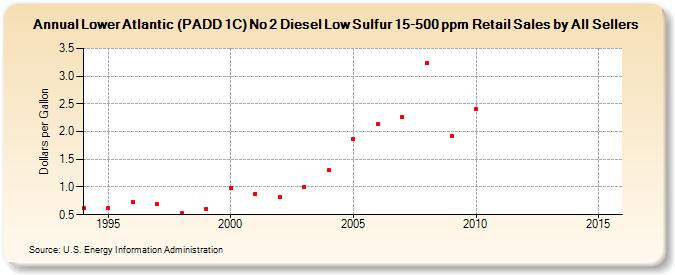 Annual Lower Atlantic (PADD 1C) No 2 Diesel Low Sulfur 15-500 ppm Retail Sales by All Sellers
Dollars per Gallon
3.5
3.0
2.5
2.0
1.5
1.0
0.5
1995 2000 2005 2010 2015
Source: U.S. Energy Information Administration